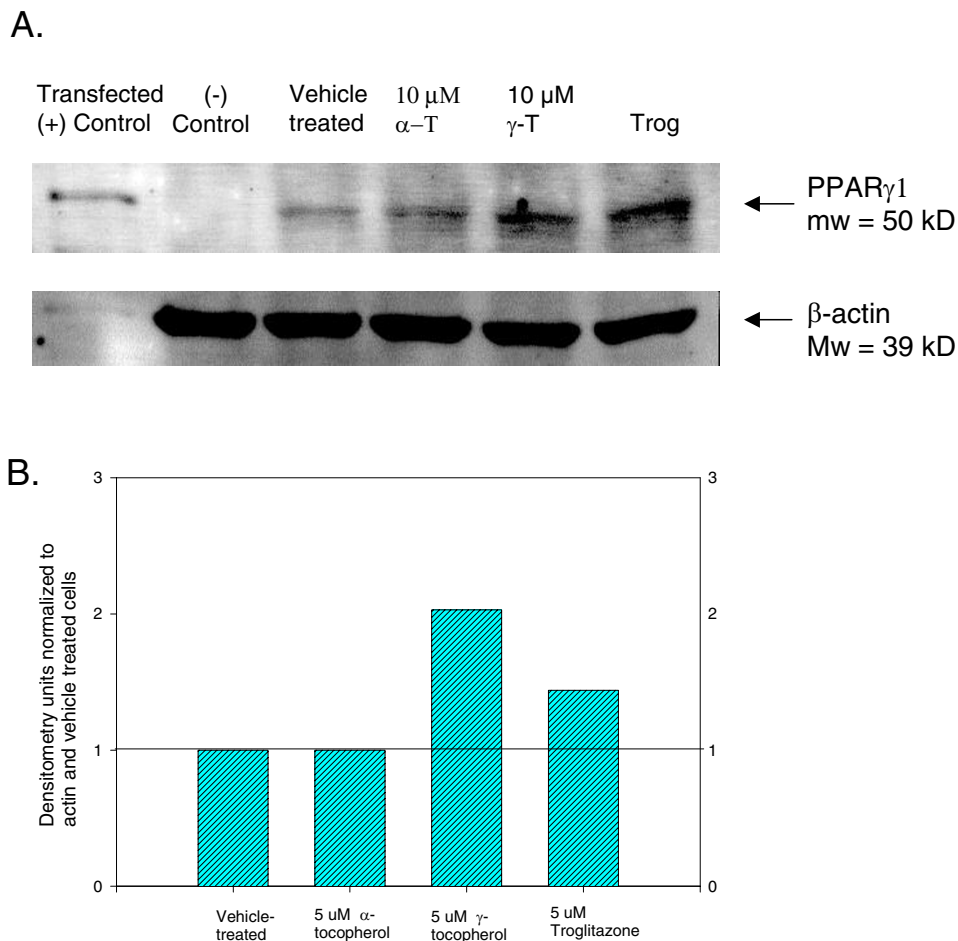 A.
Transfected (-) Vehicle 10 μM 10 μM
(+) Control Control treated α–T γ-T Trog
PPARγ1
mw = 50 kD
β-actin
Mw = 39 kD
B.
Densitometry units normalized to
actin and vehicle treated cells
3 3
2 2
1 1
0 0
Vehicle- 5 uM α- 5 uM γ- 5 uM
treated tocopherol tocopherol Troglitazone